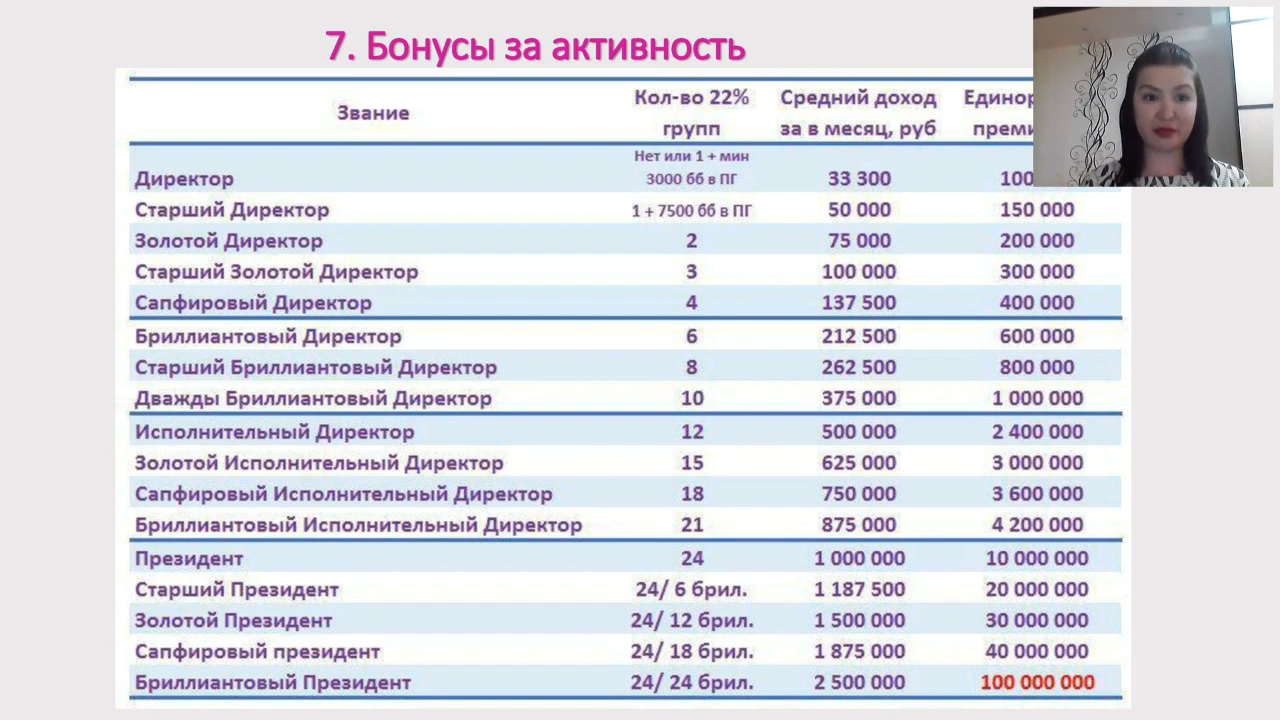 7. Бонусы за активность
Звание Кол-во 22% групп Средний доход за в месяц, руб
Директор Нет или 1 + мин 3000 бб в ПГ 33 300
Старший Директор 1 + 7500 бб в ПГ 50 000 150 000
Золотой Директор 2 75 000 200 000
Старший Золотой Директор 3 100 000 300 000
Сапфировый Директор 4 137 500 400 000
Бриллиантовый Директор 6 212 500 600 000
Старший Бриллиантовый Директор 8 262 500 800 000
Дважды Бриллиантовый Директор 10 375 000 1 000 000
Исполнительный Директор 12 500 000 2 400 000
Золотой Исполнительный Директор 15 625 000 3 000 000
Сапфировый Исполнительный Директор 18 750 000 3 600 000
Бриллиантовый Исполнительный Директор 21 875 000 4 200 000
Президент 24 1 000 000 10 000 000
Старший Президент 24/ 6 брил. 1 187 500 20 000 000
Золотой Президент 24/ 12 брил. 1 500 000 30 000 000
Сапфировый президент 24/ 18 брил. 1 875 000 40 000 000
Бриллиантовый Президент 24/ 24 брил. 2 500 000 100 000 000